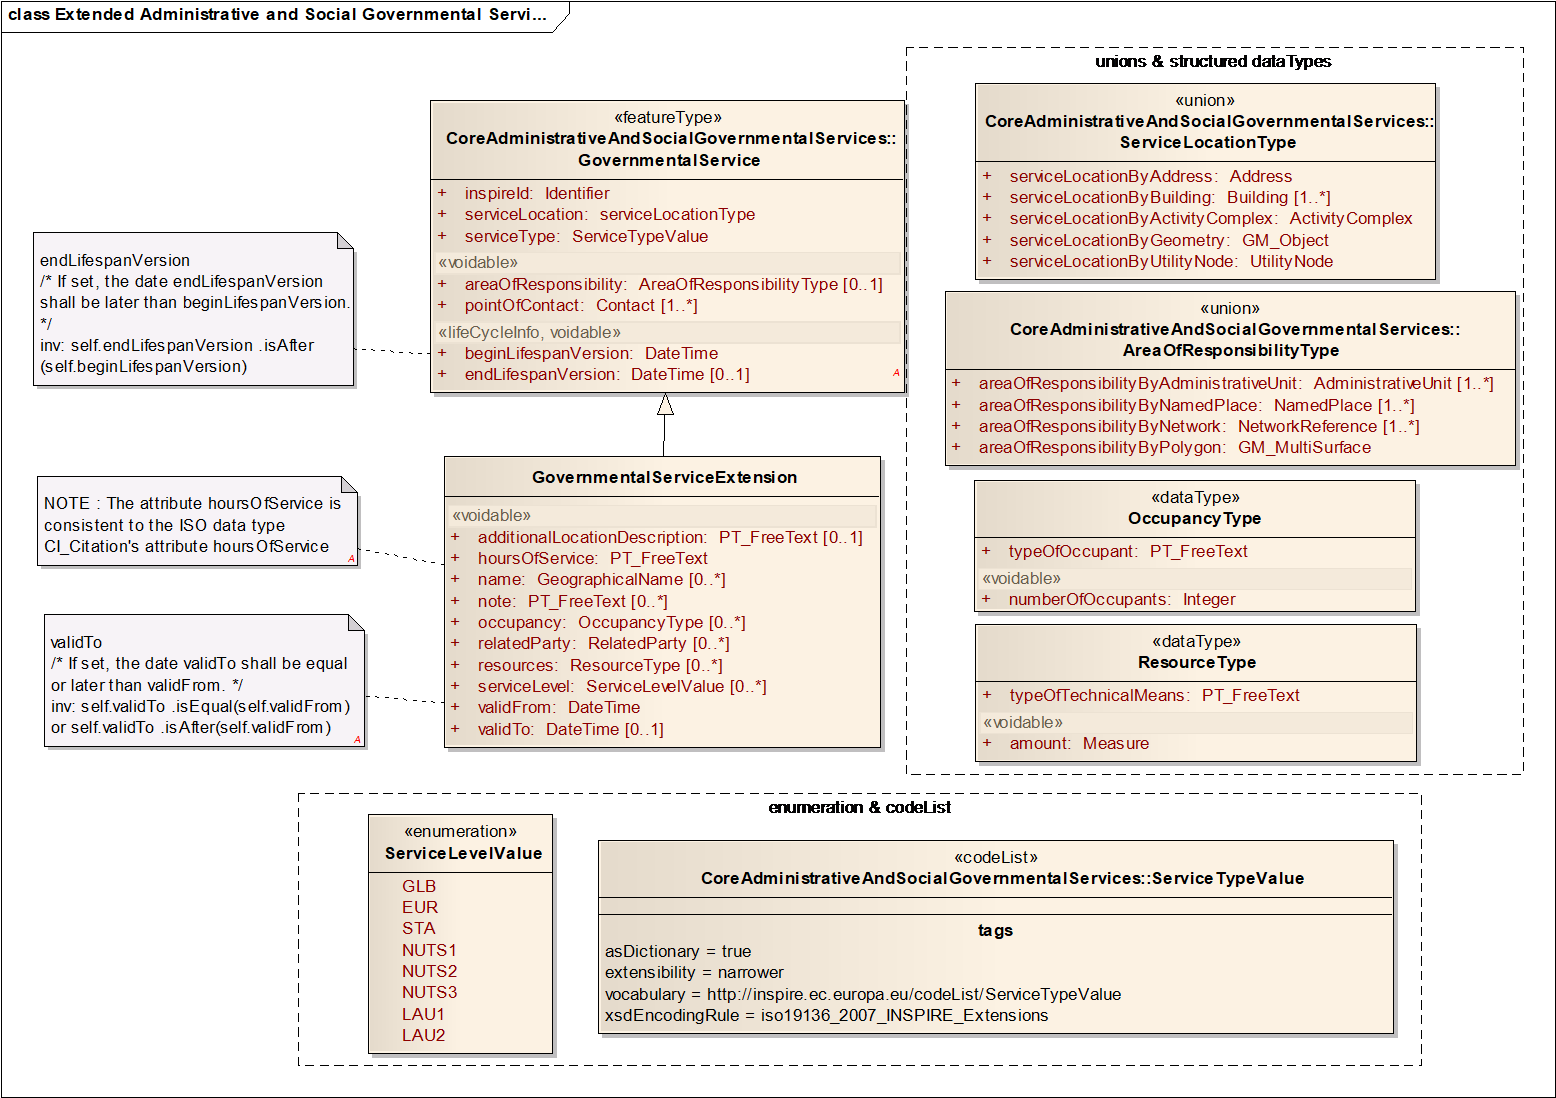 class Extended Administrative and Social Governmental Servi...
«featureType»
CoreAdministrativeAndSocialGovernmentalServices::
GovernmentalService
+ inspireId: Identifier
+ serviceLocation: serviceLocationType
+ serviceType: ServiceTypeValue
«voidable»
+ areaOfResponsibility: AreaOfResponsibilityType [0..1]
+ pointOfContact: Contact [1..*]
«lifeCycleInfo, voidable»
+ beginLifespanVersion: DateTime
+ endLifespanVersion: DateTime [0..1]
A
endLifespanVersion
/* If set, the date endLifespanVersion
shall be later than beginLifespanVersion.
*/
inv: self.endLifespanVersion .isAfter
(self.beginLifespanVersion)
GovernmentalServiceExtension
«voidable»
+ additionalLocationDescription: PT_FreeText [0..1]
+ hoursOfService: PT_FreeText
+ name: GeographicalName [0..*]
+ note: PT_FreeText [0..*]
+ occupancy: OccupancyType [0..*]
+ relatedParty: RelatedParty [0..*]
+ resources: ResourceType [0..*]
+ serviceLevel: ServiceLevelValue [0..*]
+ validFrom: DateTime
+ validTo: DateTime [0..1]
NOTE : The attribute hoursOfService is
consistent to the ISO data type
CI_Citation's attribute hoursOfService
A
validTo
/* If set, the date validTo shall be equal
or later than validFrom. */
inv: self.validTo .isEqual(self.validFrom)
or self.validTo .isAfter(self.validFrom)
A
unions & structured dataTypes
«union»
CoreAdministrativeAndSocialGovernmentalServices::
ServiceLocationType
+ serviceLocationByAddress: Address
+ serviceLocationByBuilding: Building [1..*]
+ serviceLocationByActivityComplex: ActivityComplex
+ serviceLocationByGeometry: GM_Object
+ serviceLocationByUtilityNode: UtilityNode
«union»
CoreAdministrativeAndSocialGovernmentalServices::
AreaOfResponsibilityType
+ areaOfResponsibilityByAdministrativeUnit: AdministrativeUnit [1..*]
+ areaOfResponsibilityByNamedPlace: NamedPlace [1..*]
+ areaOfResponsibilityByNetwork: NetworkReference [1..*]
+ areaOfResponsibilityByPolygon: GM_MultiSurface
«dataType»
OccupancyType
+ typeOfOccupant: PT_FreeText
«voidable»
+ numberOfOccupants: Integer
«dataType»
ResourceType
+ typeOfTechnicalMeans: PT_FreeText
«voidable»
+ amount: Measure
enumeration & codeList
«enumeration»
ServiceLevelValue
GLB
EUR
STA
NUTS1
NUTS2
NUTS3
LAU1
LAU2
«codeList»
CoreAdministrativeAndSocialGovernmentalServices::ServiceTypeValue
tags
asDictionary = true
extensibility = narrower
vocabulary = http://inspire.ec.europa.eu/codeList/ServiceTypeValue
xsdEncodingRule = iso19136_2007_INSPIRE_Extensions